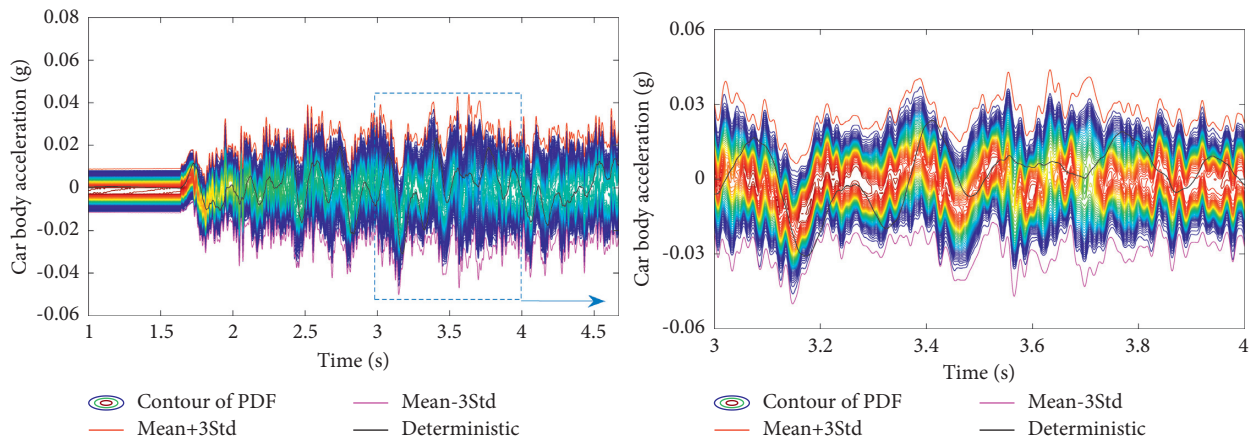 Car body acceleration (g)
0.08
0.06
0.04
0.02
0
-0.02
-0.04
0.06
1
1.5
2
2.5
3
3.5
4
4.5
Time (s)
Contour of PDF
Mean+3Std
Mean-3Std
Deterministic
Car body acceleration (g)
0.06
0.03
0
-0.03
-0.06
3
3.2
3.4
3.6
3.8
4
Time (s)
Contour of PDF
Mean+3Std
Mean-3Std
Deterministic